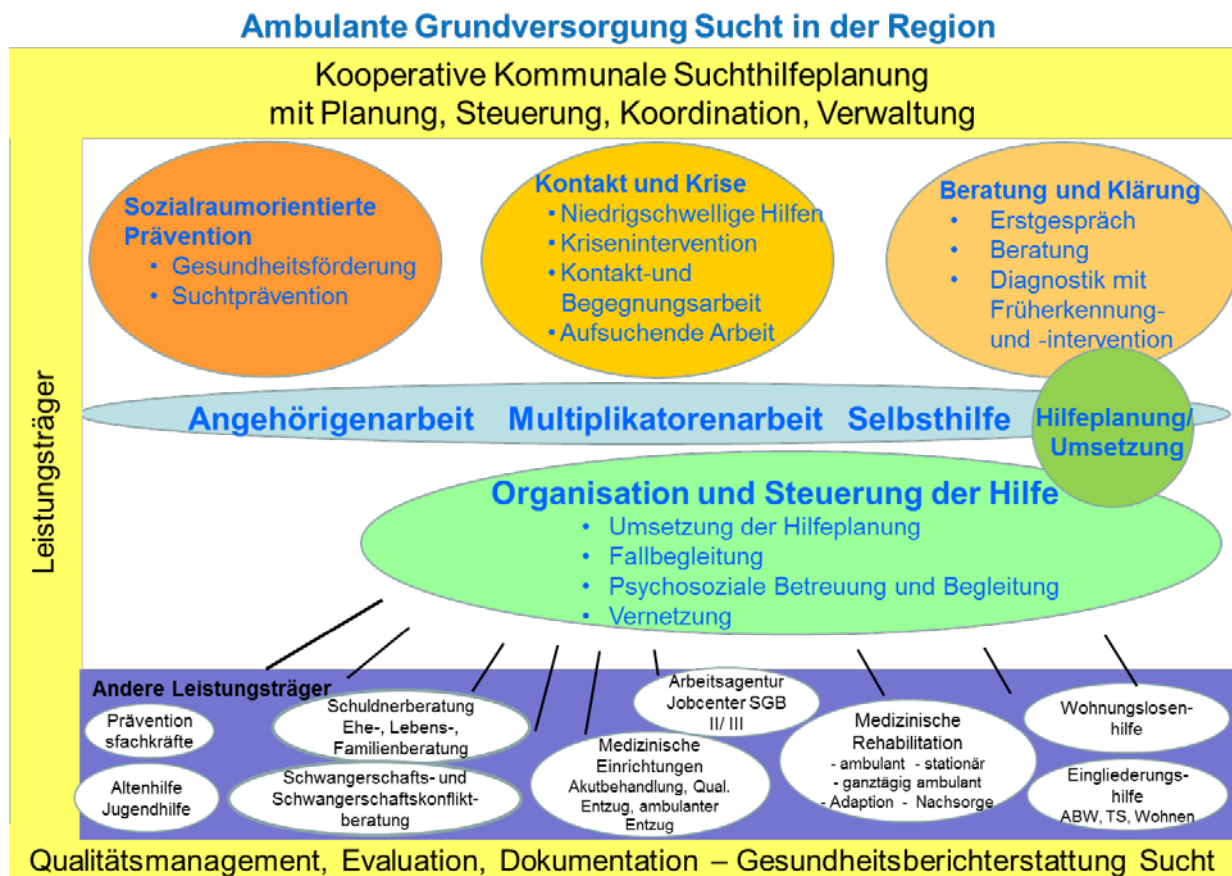 Ambulante Grundversorgung Sucht in der Region
Kooperative Kommunale Suchthilfeplanung
mit Planung, Steuerung, Koordination, Verwaltung
Leistungsträger
Sozialraumorientierte
Prävention
• Gesundheitsförderung
• Suchtprävention
Kontakt und Krise
• Niedrigschwellige Hilfen
• Krisenintervention
• Kontakt-und
Begegnungsarbeit
• Aufsuchende Arbeit
Beratung und Klärung
• Erstgespräch
• Beratung
• Diagnostik mit
Früherkennung-
und -intervention
Angehörigenarbeit Multiplikatorenarbeit Selbsthilfe
Hilfeplanung/
Umsetzung
Organisation und Steuerung der Hilfe
• Umsetzung der Hilfeplanung
• Fallbegleitung
• Psychosoziale Betreuung und Begleitung
• Vernetzung
Andere Leistungsträger
Prävention
sfachkräfte
Altenhilfe
Jugendhilfe
Schuldnerberatung
Ehe-, Lebens-,
Familienberatung
Schwangerschafts- und
Schwangerschaftskonflikt-
beratung
Medizinische
Einrichtungen
Akutbehandlung, Qual.
Entzug, ambulanter
Entzug
Arbeitsagentur
Jobcenter SGB
II/ III
Medizinische
Rehabilitation
- ambulant - stationär
- ganztägig ambulant
- Adaption - Nachsorge
Wohnungslosen-
hilfe
Eingliederungs-
hilfe
ABW, TS, Wohnen
Qualitätsmanagement, Evaluation, Dokumentation – Gesundheitsberichterstattung Sucht